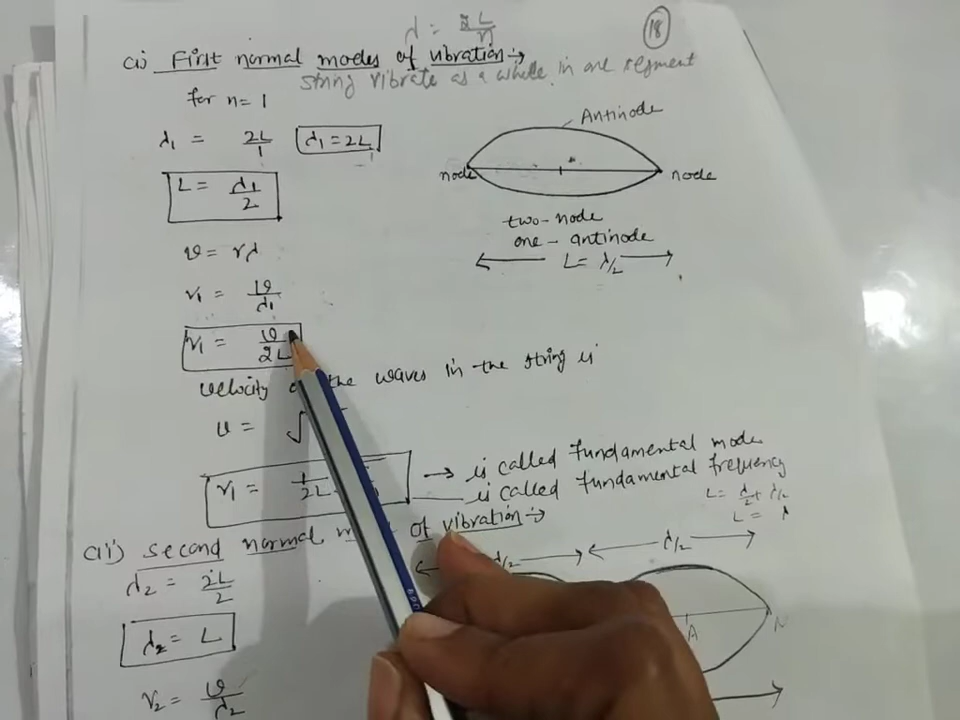 λ = 2L/n
18
(i) First normal modes of vibration :→
string vibrate as a whole in one segment
for n = 1
Antinode
λ1 = 2L/1 λ1 = 2L
node node
L = λ1/2
two-node
one-antinode
L = λ/2
v = νλ
ν1 = v/λ1
ν1 = v/2L
velocity the waves in the string is
v = √
ν1 = 1/2L → is called fundamental mode
is called fundamental frequency
L = λ/2 + λ/2
L = λ
(ii) second normal of vibration :→
λ/2 λ/2
λ2 = 2L/2
λ2 = L
A N
ν2 = v/λ2